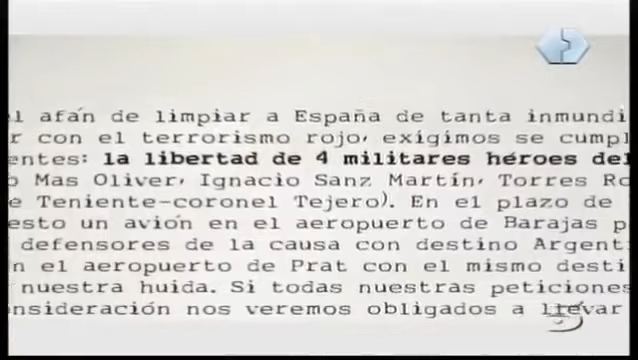 l afán de limpiar a España de tanta inmundi
r con el terrorismo rojo, exigimos se cumpl
entes: la libertad de 4 militares héroes del
o Mas Oliver, Ignacio Sanz Martín, Torres Ro
e Teniente-coronel Tejero). En el plazo de
esto un avión en el aeropuerto de Barajas p
defensores de la causa con destino Argent
n el aeropuerto de Prat con el mismo desti
nuestra huida. Si todas nuestras peticiones
nsideración nos veremos obligados a llevar